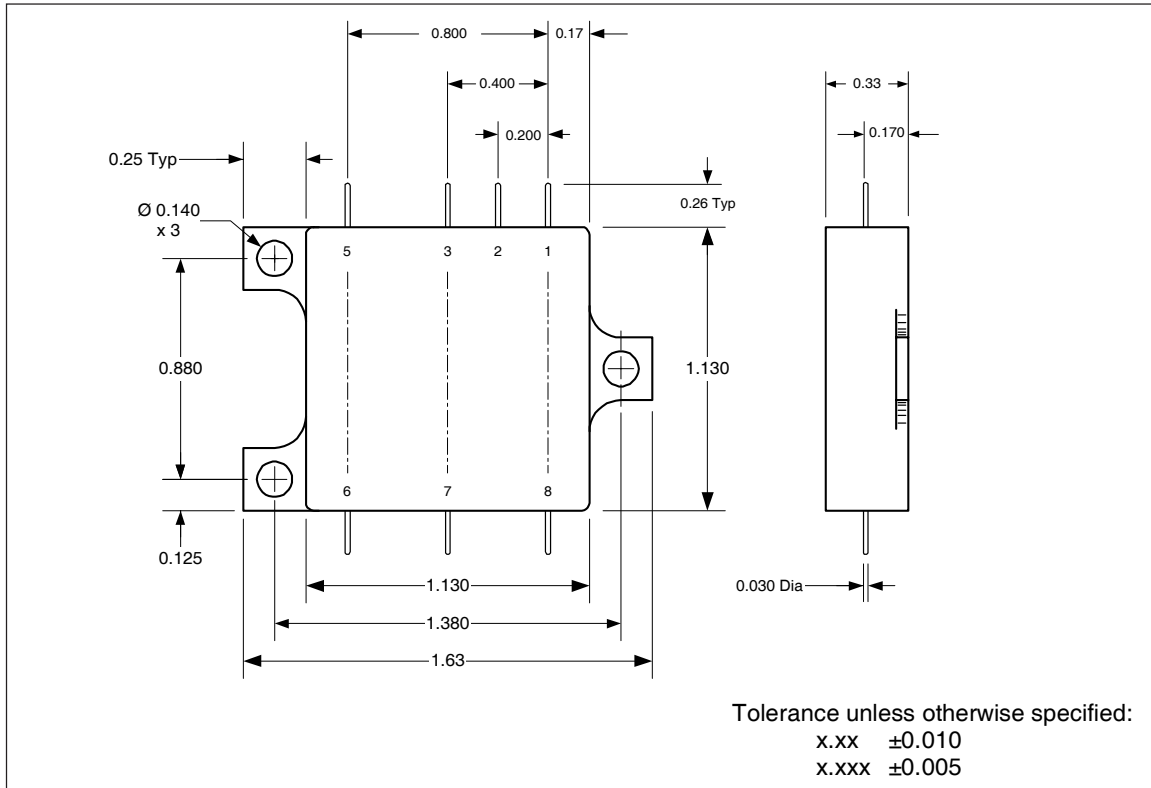 0.800
0.17
0.400
0.200
0.33
0.170
0.25 Typ
0.26 Typ
Ø 0.140
x 3
5
3
2
1
0.880
1.130
6
7
8
0.125
1.130
0.030 Dia
1.380
1.63
Tolerance unless otherwise specified:
x.xx ±0.010
x.xxx ±0.005